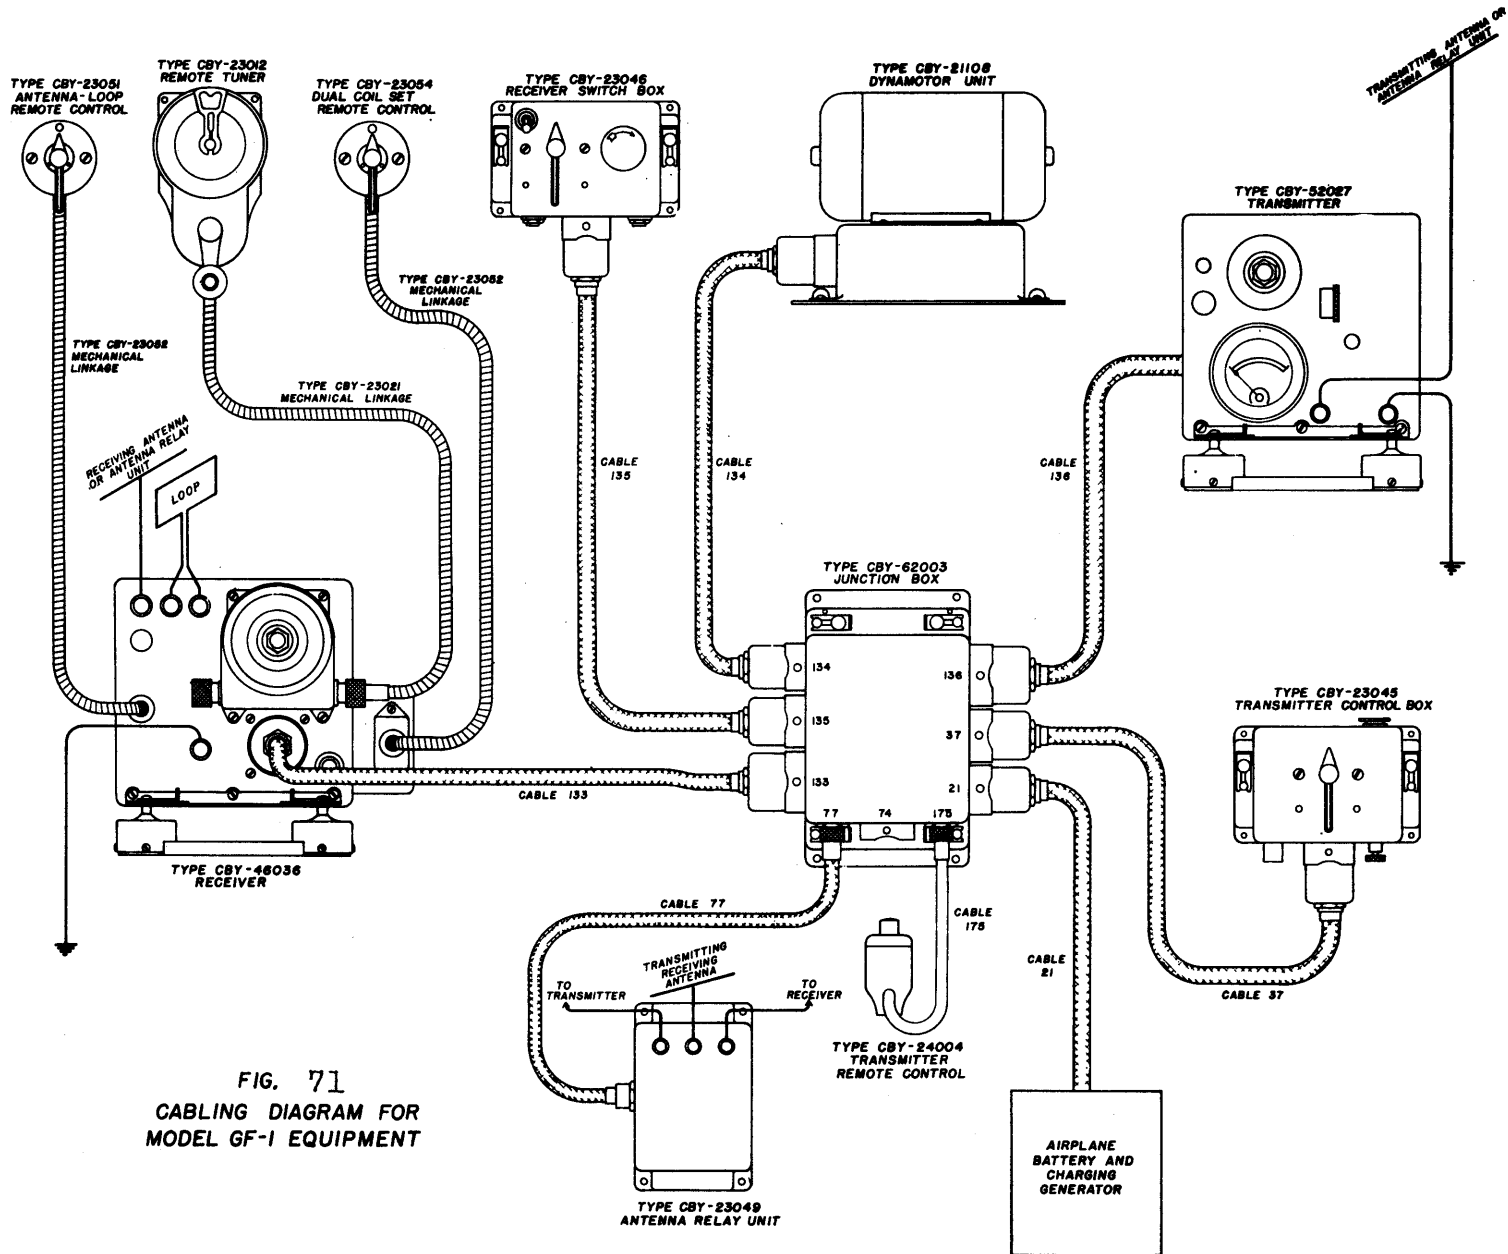 TYPE CBY-23051
ANTENNA-LOOP
REMOTE CONTROL
TYPE CBY-23012
REMOTE TUNER
TYPE CBY-23054
DUAL COIL SET
REMOTE CONTROL
TYPE CBY-23046
RECEIVER SWITCH BOX
TYPE CBY-21108
DYNAMOTOR UNIT
TRANSMITTING ANTENNA OR
ANTENNA RELAY UNIT
TYPE CBY-52027
TRANSMITTER
TYPE CBY-23052
MECHANICAL
LINKAGE
TYPE CBY-23052
MECHANICAL
LINKAGE
TYPE CBY-23021
MECHANICAL LINKAGE
RECEIVING ANTENNA
OR ANTENNA RELAY
UNIT
LOOP
CABLE
135
CABLE
134
CABLE
136
TYPE CBY-62003
JUNCTION BOX
134
136
135
37
133
21
77
74
175
TYPE CBY-23045
TRANSMITTER CONTROL BOX
CABLE 133
TYPE CBY-46036
RECEIVER
CABLE 77
CABLE
175
CABLE
21
CABLE 37
TRANSMITTING
RECEIVING
ANTENNA
TO
TRANSMITTER
TO
RECEIVER
TYPE CBY-24004
TRANSMITTER
REMOTE CONTROL
FIG. 71
CABLING DIAGRAM FOR
MODEL GF-1 EQUIPMENT
AIRPLANE
BATTERY AND
CHARGING
GENERATOR
TYPE CBY-23049
ANTENNA RELAY UNIT